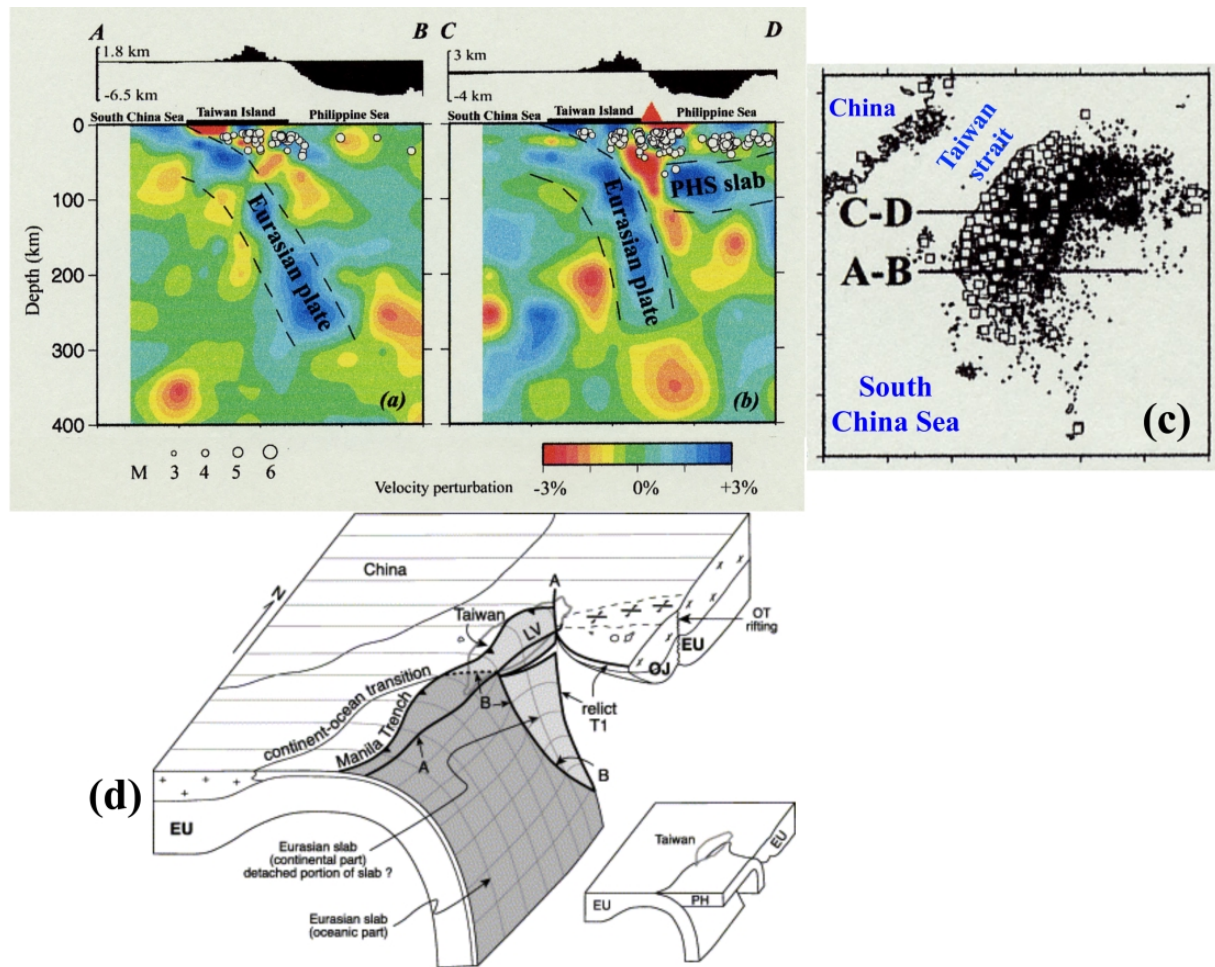 A B C D
1.8 km
-6.5 km
3 km
-4 km
South China Sea Taiwan Island Philippine Sea
South China Sea Taiwan Island Philippine Sea
Depth (km)
0
100
200
300
400
Eurasian plate
(a)
Eurasian plate
PHS slab
(b)
M 3 4 5 6
Velocity perturbation -3% 0% +3%
China
Taiwan
strait
C-D
A-B
South
China Sea
(c)
N
China
A
Taiwan
LV
OT
rifting
EU
OJ
B
relict
T1
continent-ocean transition
Manila Trench
A
B
(d)
EU
Eurasian slab
(continental part)
detached portion of slab ?
Eurasian slab
(oceanic part)
Taiwan
EU
EU
PH